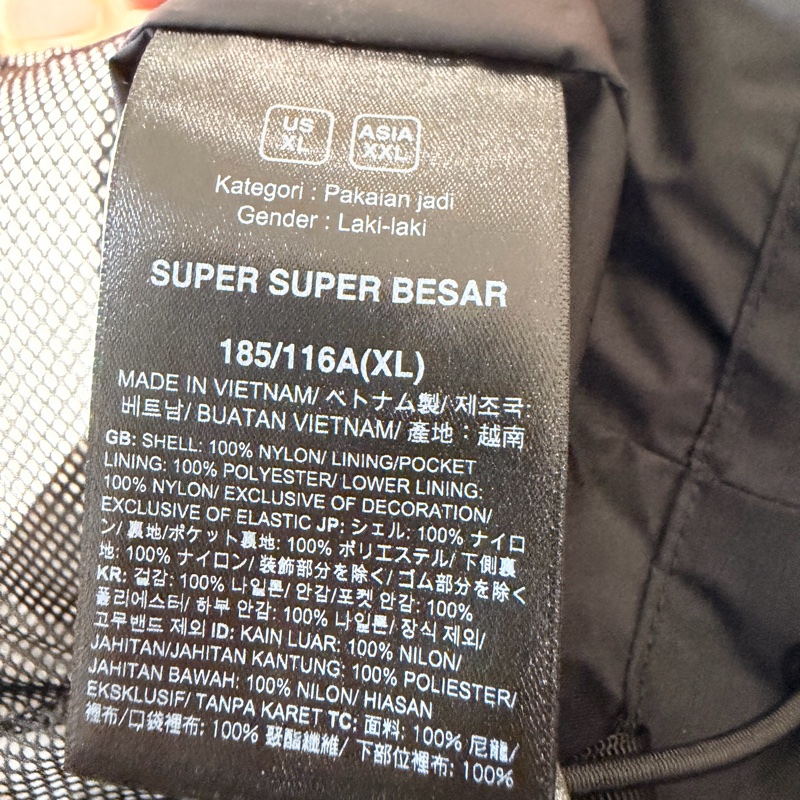 US
XL
ASIA
XXL
Kategori : Pakaian jadi
Gender : Laki-laki
SUPER SUPER BESAR
185/116A(XL)
MADE IN VIETNAM/ ベトナム製/ 제조국:
베트남/ BUATAN VIETNAM/ 產地：越南
GB: SHELL: 100% NYLON/ LINING/POCKET
LINING: 100% POLYESTER/ LOWER LINING:
100% NYLON/ EXCLUSIVE OF DECORATION/
EXCLUSIVE OF ELASTIC JP: シェル: 100% ナイロ
ン/ 裏地/ポケット裏地: 100% ポリエステル/ 下側裏
地: 100% ナイロン/ 装飾部分を除く/ ゴム部分を除く
KR: 겉감: 100% 나일론/ 안감/포켓 안감: 100%
폴리에스터/ 하부 안감: 100% 나일론/ 장식 제외/
고무밴드 제외 ID: KAIN LUAR: 100% NILON/
JAHITAN/JAHITAN KANTUNG: 100% POLIESTER/
JAHITAN BAWAH: 100% NILON/ HIASAN
EKSKLUSIF/ TANPA KARET TC: 面料: 100% 尼龍/
裡布/口袋裡布: 100% 聚酯纖維/ 下部位裡布: 100%